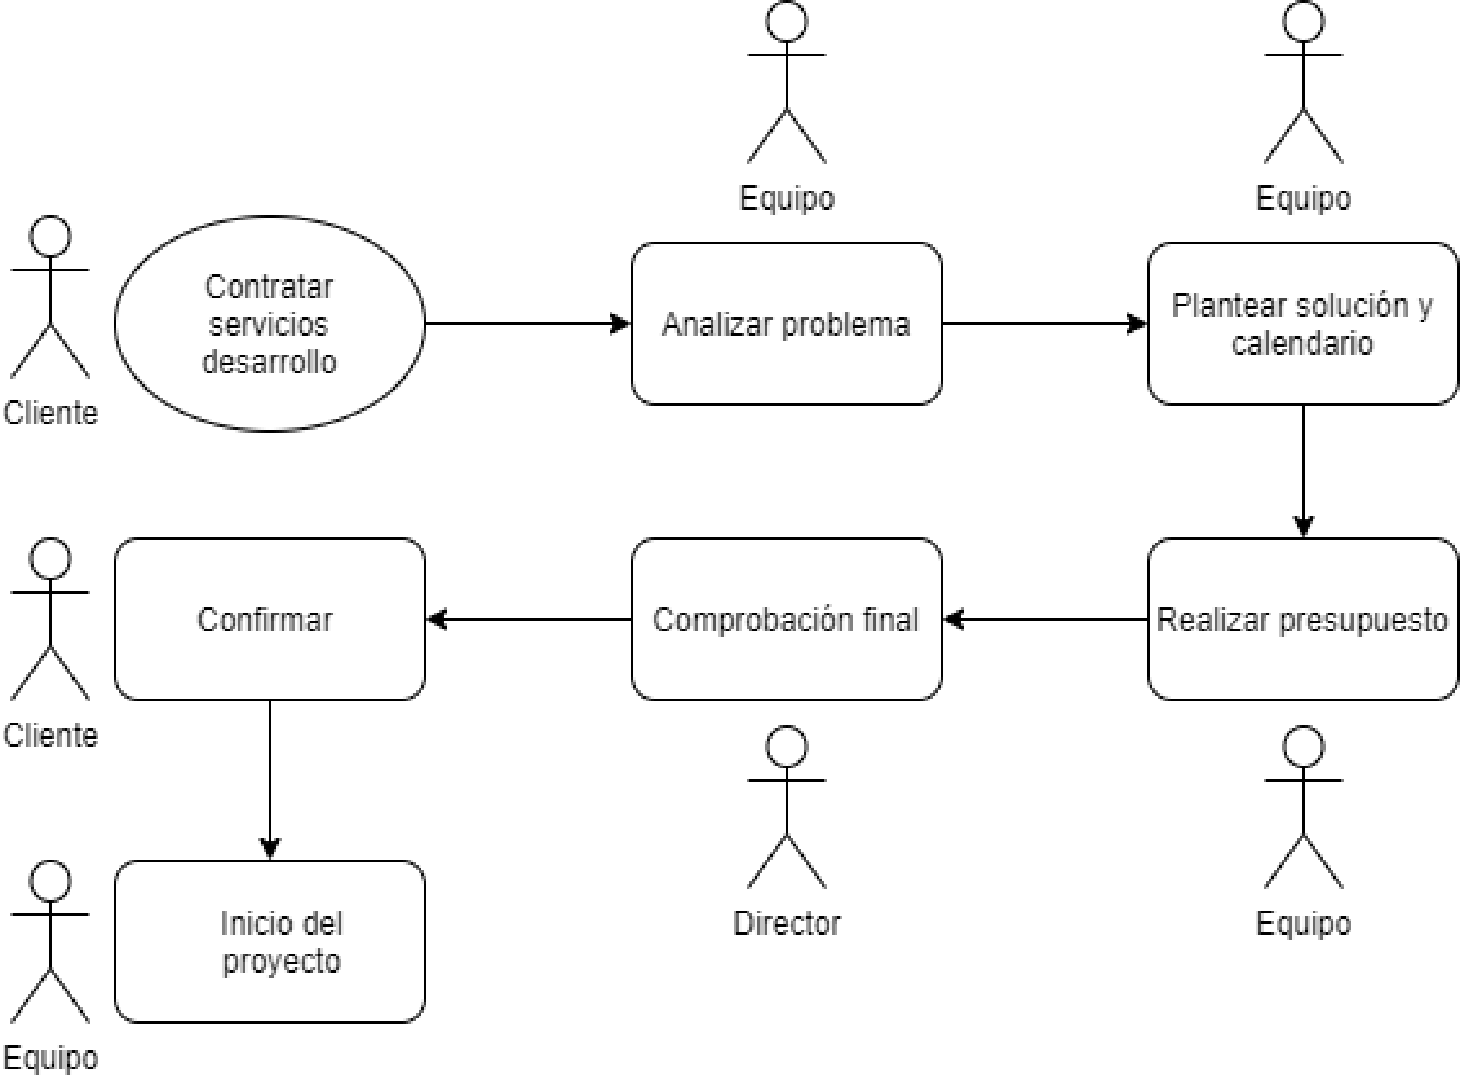 Equipo
Equipo
Contratar
servicios
desarrollo
Cliente
Analizar problema
Plantear solución y
calendario
Confirmar
Cliente
Comprobación final
Director
Realizar presupuesto
Equipo
Inicio del
proyecto
Equipo